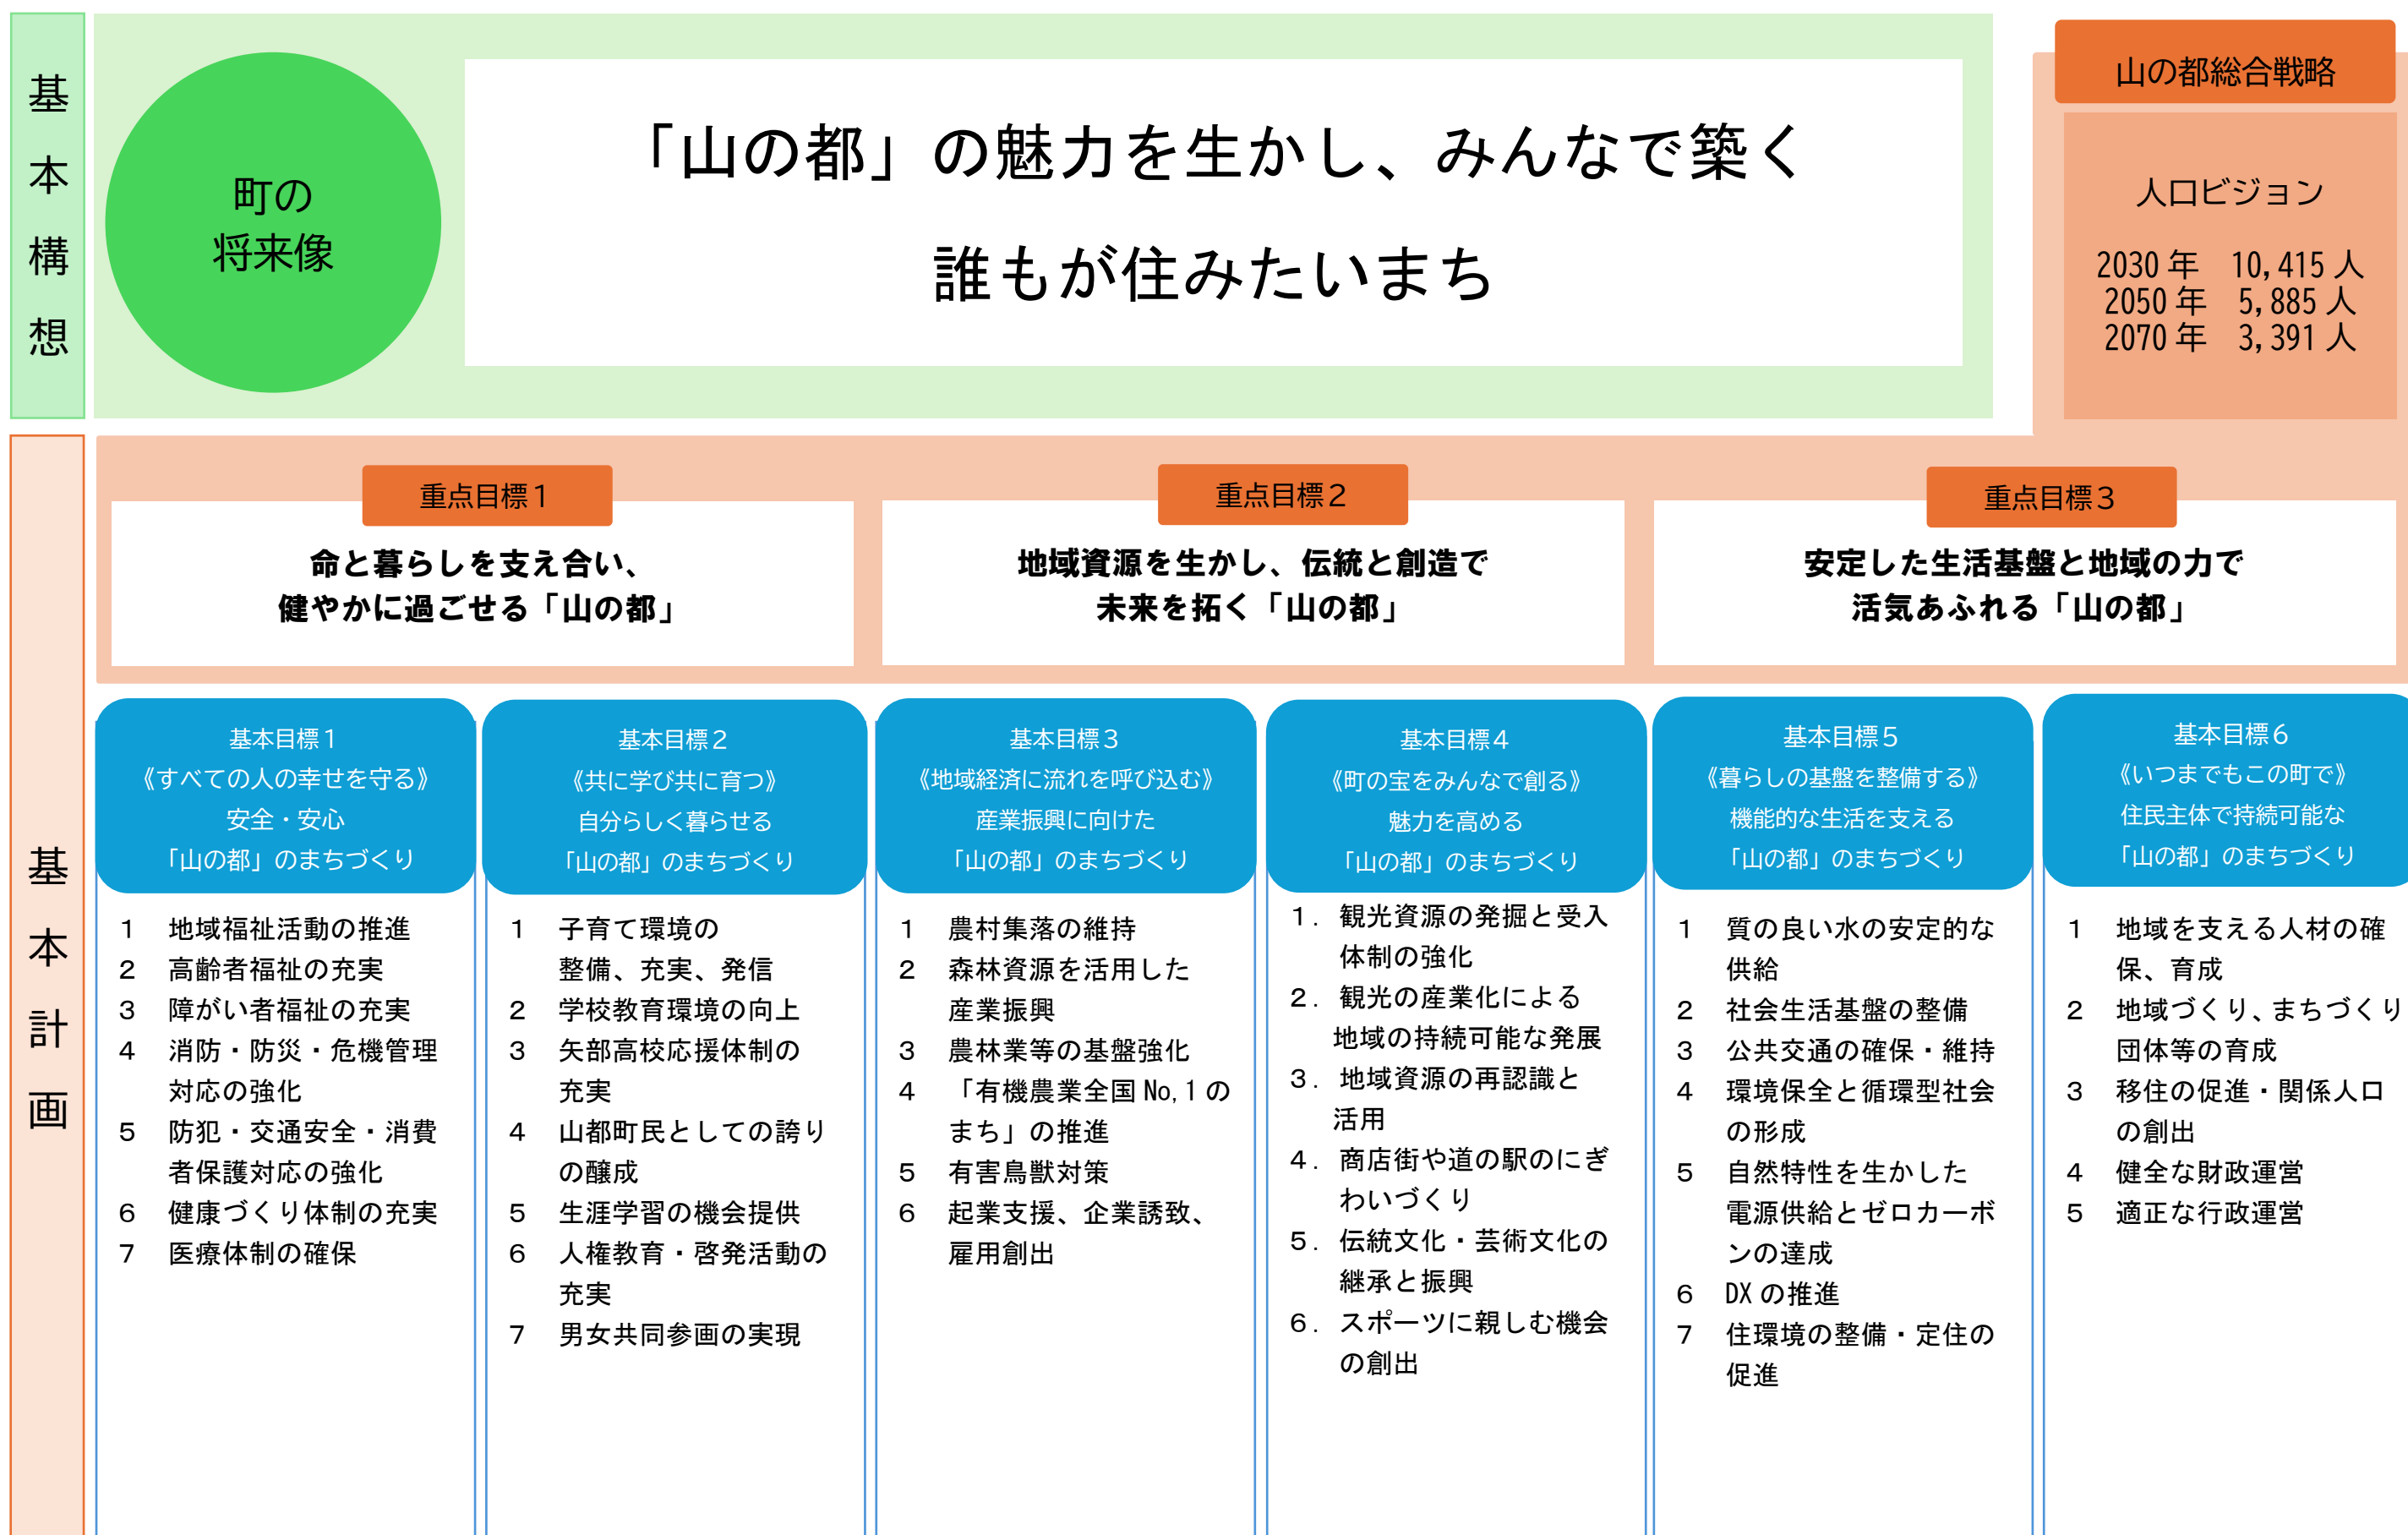 基本構想
町の
将来像
「山の都」の魅力を生かし、みんなで築く
誰もが住みたいまち
山の都総合戦略
人口ビジョン
2030年　10,415人
2050年　5,885人
2070年　3,391人
基本計画
重点目標1
命と暮らしを支え合い、
健やかに過ごせる「山の都」
重点目標2
地域資源を生かし、伝統と創造で
未来を拓く「山の都」
重点目標3
安定した生活基盤と地域の力で
活気あふれる「山の都」
基本目標1
《すべての人の幸せを守る》
安全・安心
「山の都」のまちづくり
1　地域福祉活動の推進
2　高齢者福祉の充実
3　障がい者福祉の充実
4　消防・防災・危機管理
対応の強化
5　防犯・交通安全・消費
者保護対応の強化
6　健康づくり体制の充実
7　医療体制の確保
基本目標2
《共に学び共に育つ》
自分らしく暮らせる
「山の都」のまちづくり
1　子育て環境の
整備、充実、発信
2　学校教育環境の向上
3　矢部高校応援体制の
充実
4　山都町民としての誇り
の醸成
5　生涯学習の機会提供
6　人権教育・啓発活動の
充実
7　男女共同参画の実現
基本目標3
《地域経済に流れを呼び込む》
産業振興に向けた
「山の都」のまちづくり
1　農村集落の維持
2　森林資源を活用した
産業振興
3　農林業等の基盤強化
4　「有機農業全国No,1の
まち」の推進
5　有害鳥獣対策
6　起業支援、企業誘致、
雇用創出
基本目標4
《町の宝をみんなで創る》
魅力を高める
「山の都」のまちづくり
1．観光資源の発掘と受入
体制の強化
2．観光の産業化による
地域の持続可能な発展
3．地域資源の再認識と
活用
4．商店街や道の駅のにぎ
わいづくり
5．伝統文化・芸術文化の
継承と振興
6．スポーツに親しむ機会
の創出
基本目標5
《暮らしの基盤を整備する》
機能的な生活を支える
「山の都」のまちづくり
1　質の良い水の安定的な
供給
2　社会生活基盤の整備
3　公共交通の確保・維持
4　環境保全と循環型社会
の形成
5　自然特性を生かした
電源供給とゼロカーボ
ンの達成
6　DXの推進
7　住環境の整備・定住の
促進
基本目標6
《いつまでもこの町で》
住民主体で持続可能な
「山の都」のまちづくり
1　地域を支える人材の確
保、育成
2　地域づくり、まちづくり
団体等の育成
3　移住の促進・関係人口
の創出
4　健全な財政運営
5　適正な行政運営